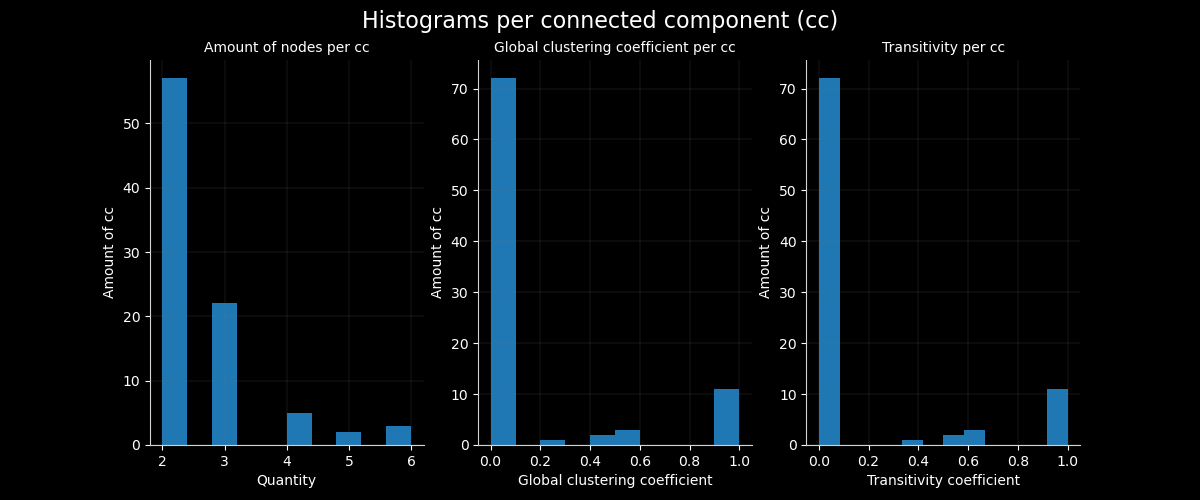 Histograms per connected component (cc)
Amount of nodes per cc
Amount of cc
50
40
30
20
10
0
2 3 4 5 6
Quantity
Global clustering coefficient per cc
Amount of cc
70
60
50
40
30
20
10
0
0.0 0.2 0.4 0.6 0.8 1.0
Global clustering coefficient
Transitivity per cc
Amount of cc
70
60
50
40
30
20
10
0
0.0 0.2 0.4 0.6 0.8 1.0
Transitivity coefficient